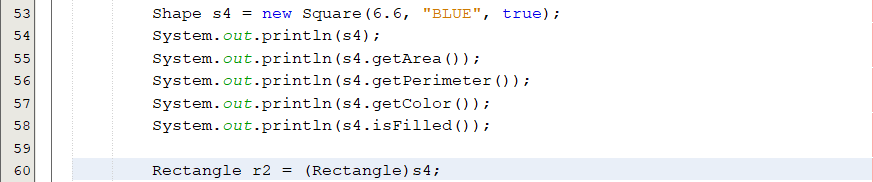 53 Shape s4 = new Square(6.6, "BLUE", true);
54 System.out.println(s4);
55 System.out.println(s4.getArea());
56 System.out.println(s4.getPerimeter());
57 System.out.println(s4.getColor());
58 System.out.println(s4.isFilled());
59
60 Rectangle r2 = (Rectangle)s4;